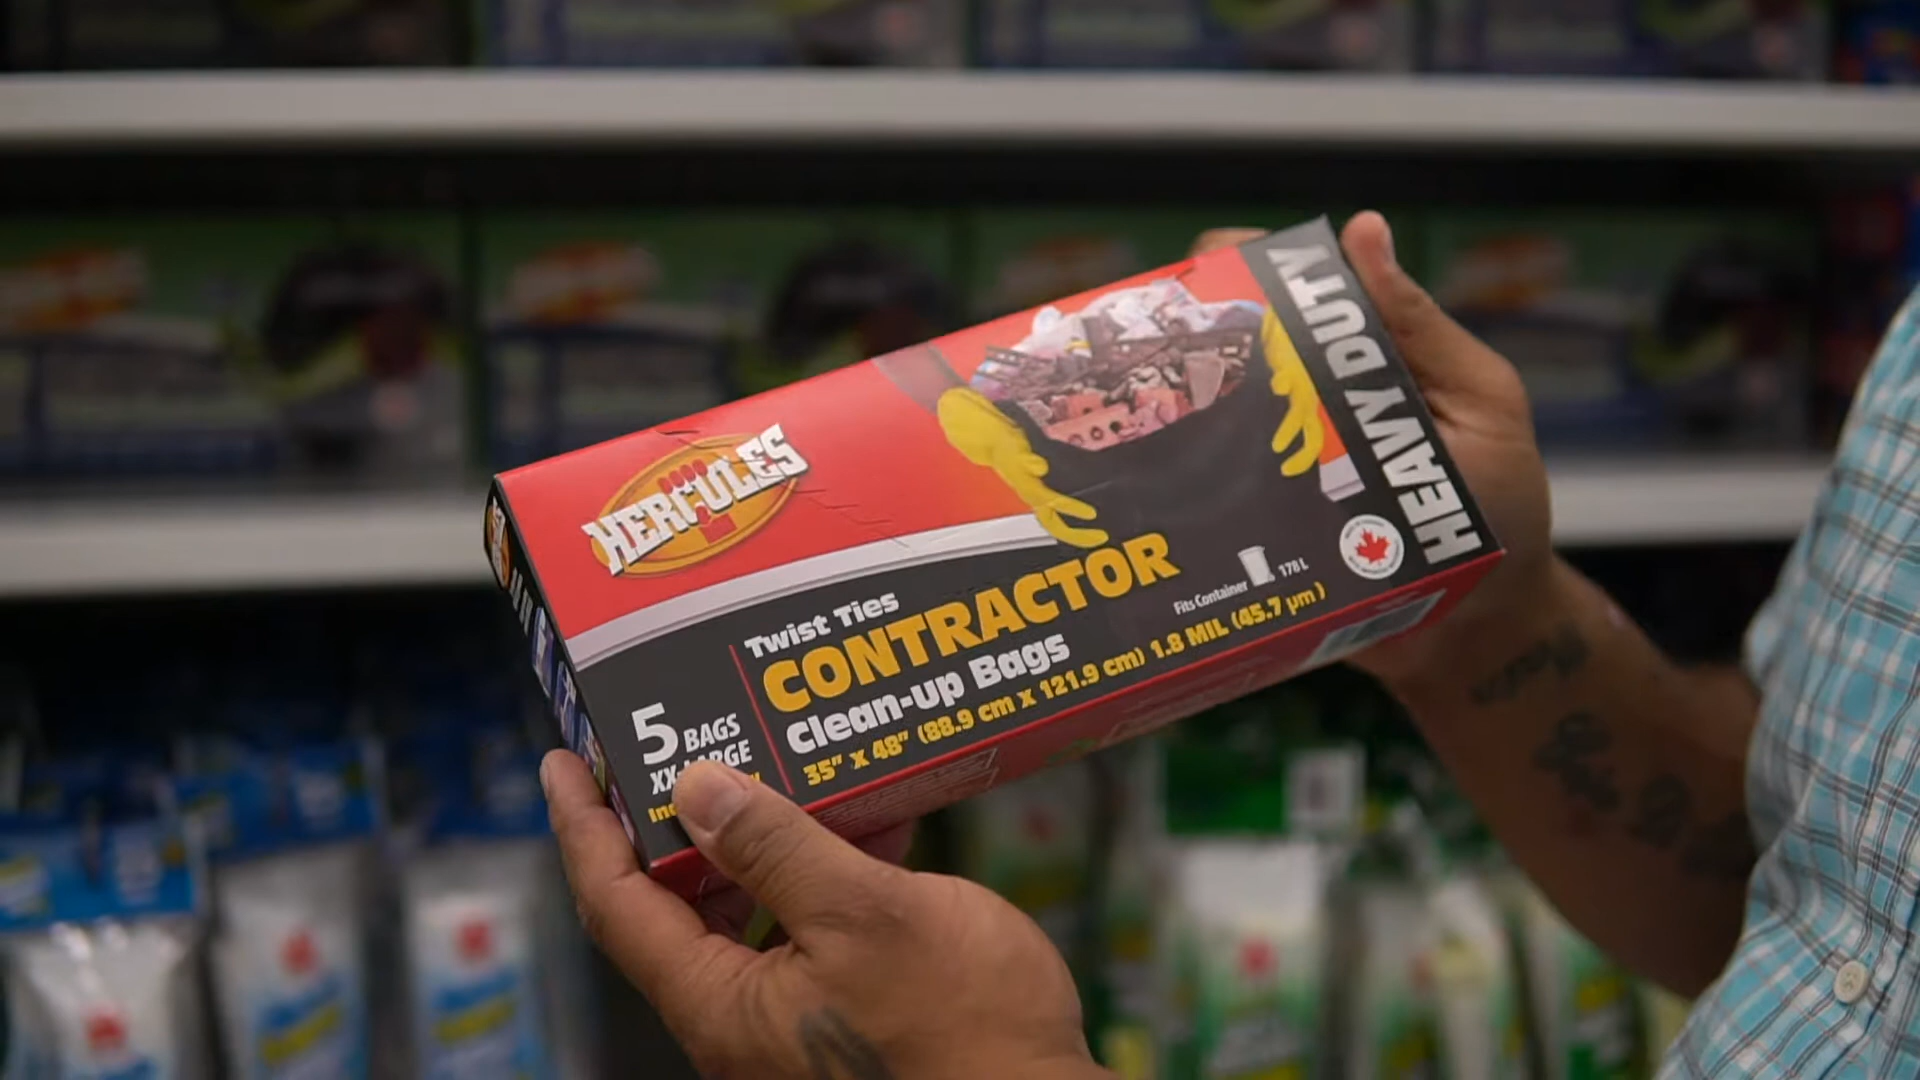 HERCULES
HEAVY DUTY
Twist Ties
CONTRACTOR
Clean-up Bags
35" x 48" (88.9 cm x 121.9 cm) 1.8 MIL (45.7 µm)
Fits Container 178 L
5 BAGS